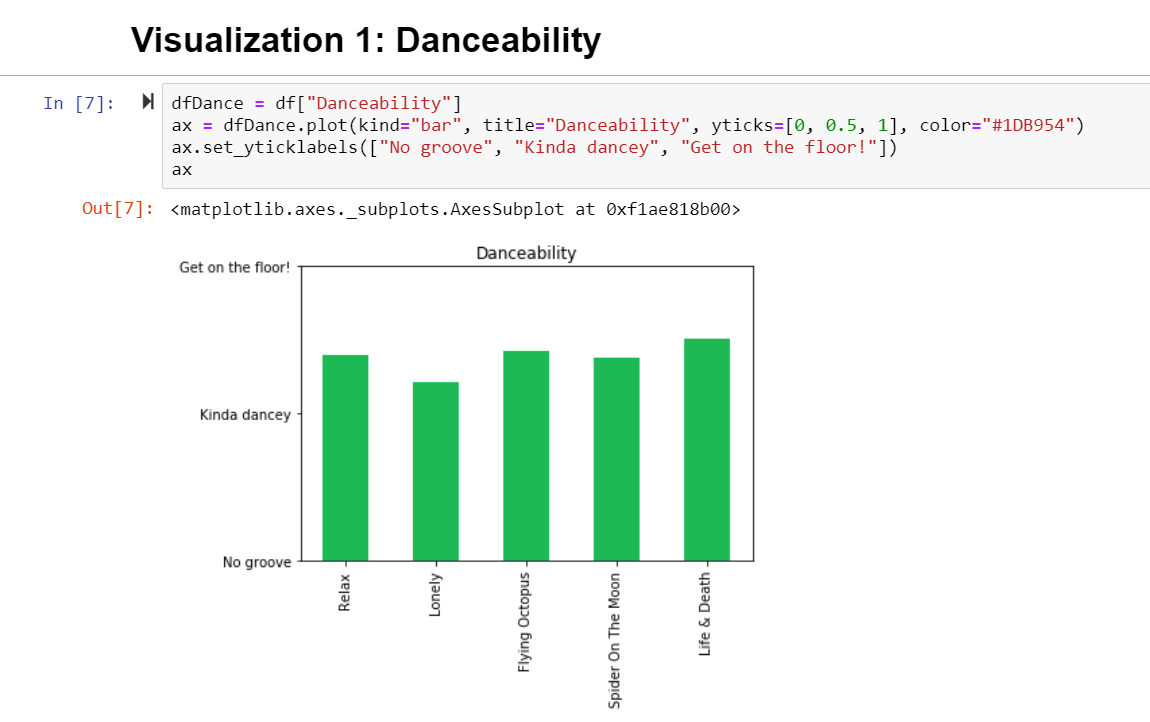 Visualization 1: Danceability
In [7]:
dfDance = df["Danceability"]
ax = dfDance.plot(kind="bar", title="Danceability", yticks=[0, 0.5, 1], color="#1DB954")
ax.set_yticklabels(["No groove", "Kinda dancey", "Get on the floor!"])
ax
Out[7]: <matplotlib.axes._subplots.AxesSubplot at 0xf1ae818b00>
Danceability
Get on the floor!
Kinda dancey
No groove
Relax
Lonely
Flying Octopus
Spider On The Moon
Life & Death